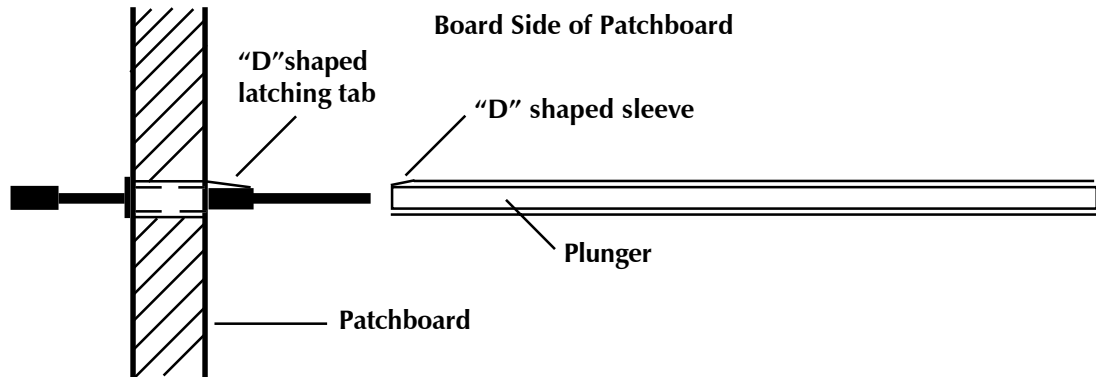 Board Side of Patchboard
“D”shaped
latching tab
“D” shaped sleeve
Plunger
Patchboard